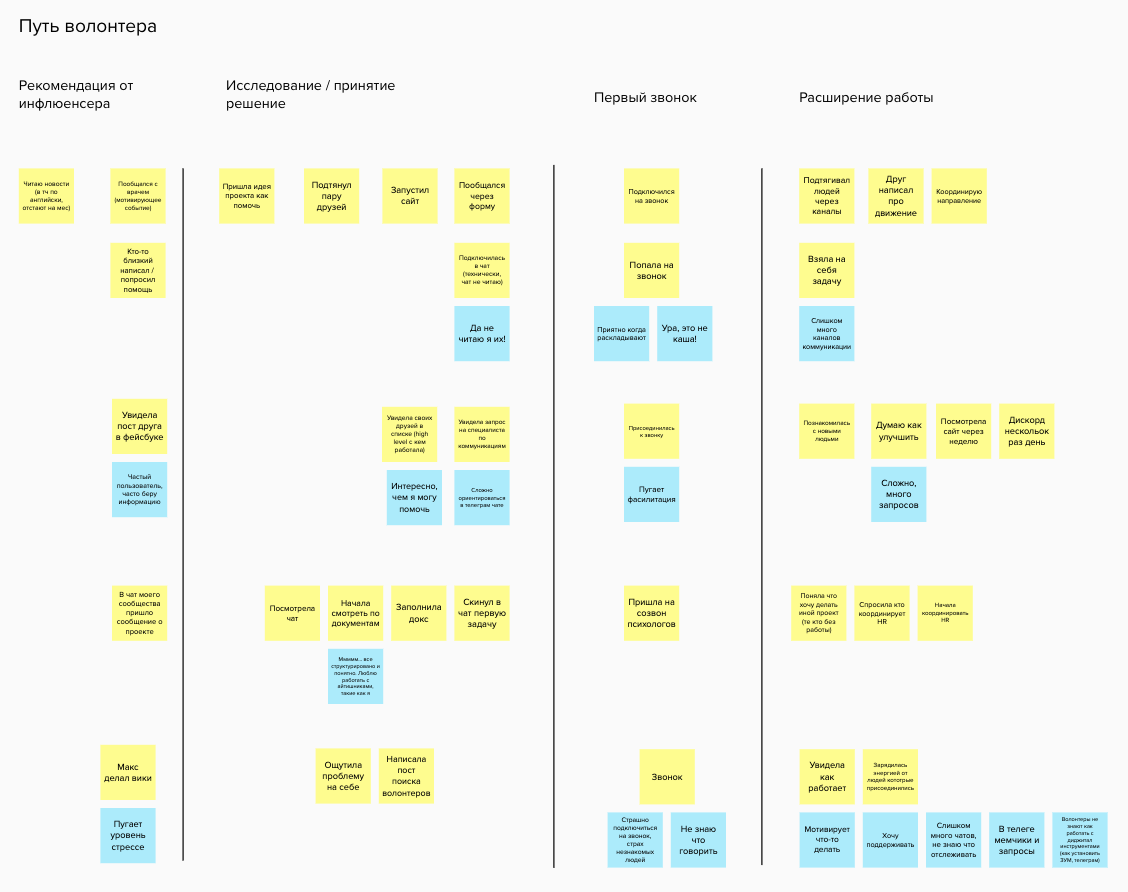 Путь волонтера
Рекомендация от
инфлюенсера
Исследование / принятие
решение
Первый звонок
Расширение работы
Читаю новости
(в тч по
английски,
отстают на мес)
Пообщался с
врачем
(мотивирующее
событие)
Пришла идея
проекта как
помочь
Подтянул
пару
друзей
Запустил
сайт
Пообщался
через
форму
Подключился
на звонок
Подтягивал
людей
через
каналы
Друг
написал
про
движение
Координирую
направление
Кто-то
близкий
написал /
попросил
помощь
Подключилась
в чат
(технически,
чат не читаю)
Попала на
звонок
Взяла на
себя
задачу
Да не
читаю я их!
Приятно когда
раскладывают
Ура, это не
каша!
Слишком
много
каналов
коммуникации
Увидела
пост друга
в фейсбуке
Увидела своих
друзей в
списке (high
level с кем
работала)
Увидела запрос
на специалиста
по
коммуникациям
Присоединилась
к звонку
Познакомилась
с новыми
людьми
Думаю как
улучшить
Посмотрела
сайт через
неделю
Дискорд
нескольок
раз день
Частый
пользователь,
часто беру
информацию
Интересно,
чем я могу
помочь
Сложно
ориентироваться
в телеграм чате
Пугает
фасилитация
Сложно,
много
запросов
В чат моего
сообщества
пришло
сообщение о
проекте
Посмотрела
чат
Начала
смотреть по
документам
Заполнила
докс
Скинул в
чат первую
задачу
Пришла на
созвон
психологов
Поняла что
хочу делать
иной проект
(те кто без
работы)
Спросила кто
координирует
HR
Начала
координировать
HR
Ммммм... все
структурировано и
понятно. Люблю
работать с
айтишниками,
такие как я
Макс
делал вики
Ощутила
проблему
на себе
Написала
пост
поиска
волонтеров
Звонок
Увидела
как
работает
Зарядилась
энергией от
людей кототрые
присоединились
Пугает
уровень
стрессе
Страшно
подключиться
на звонок,
страх
незнакомых
людей
Не знаю
что
говорить
Мотивирует
что-то
делать
Хочу
поддерживать
Слишком
много чатов,
не знаю что
отслеживать
В телеге
мемчики и
запросы
Волонтеры не
знают как
работать с
диджитал
инструментами
(как установить
ЗУМ, телеграм)